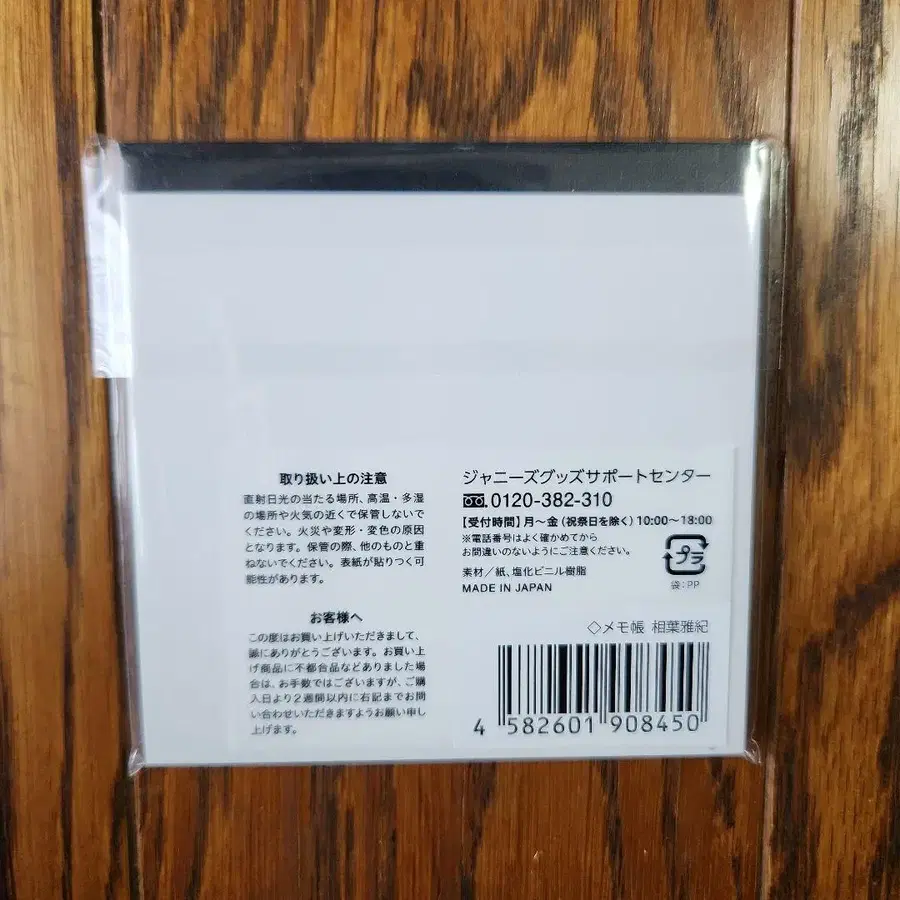 取り扱い上の注意
直射日光の当たる場所、高温・多湿
の場所や火気の近くで保管しないで
ください。火災や変形・変色の原因
となります。保管の際、他のものと重
ねないでください。表紙が貼りつく可
能性があります。
お客様へ
この度はお買い上げいただきまして、
誠にありがとうございます。お買い上
げ商品に不都合品などありました場
合は、お手数ではございますが、ご購
入日より2週間以内に右記までお問
い合わせいただきますようお願い申し
上げます。
ジャニーズグッズサポートセンター
0120-382-310
【受付時間】月〜金(祝祭日を除く)10:00〜18:00
※電話番号はよく確かめてから
お間違いのないようにご注意ください。
素材/紙、塩化ビニル樹脂
MADE IN JAPAN
プラ
袋:PP
◇メモ帳 相葉雅紀
4 582601 908450